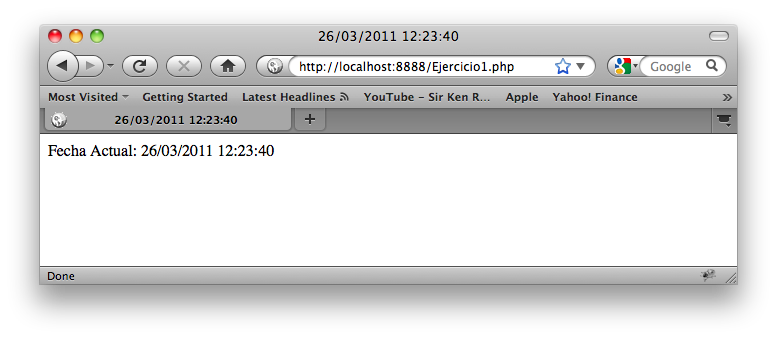 26/03/2011 12:23:40
http://localhost:8888/Ejercicio1.php
Google
Most Visited Getting Started Latest Headlines YouTube - Sir Ken R... Apple Yahoo! Finance »
26/03/2011 12:23:40 +
Fecha Actual: 26/03/2011 12:23:40
Done